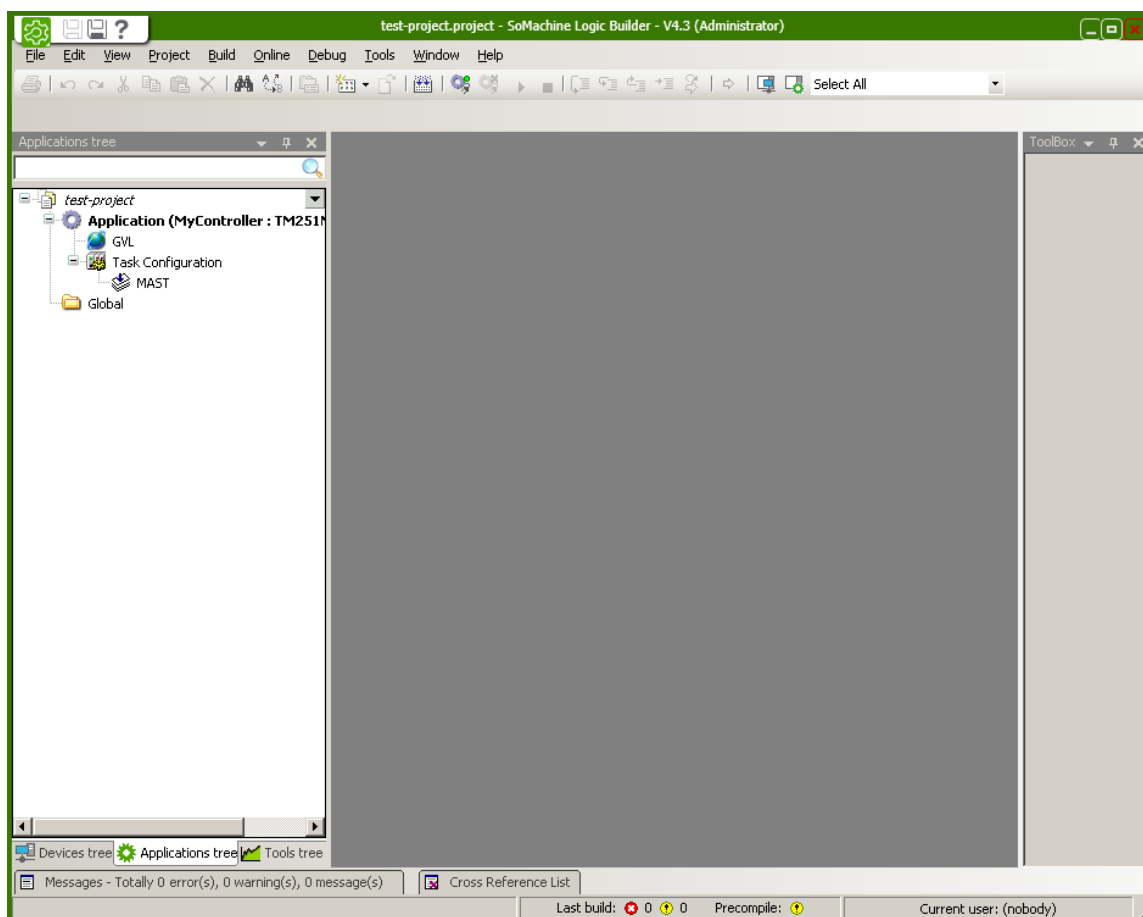 test-project.project - SoMachine Logic Builder - V4.3 (Administrator)
File Edit View Project Build Online Debug Tools Window Help
Select All
Applications tree
ToolBox
test-project
Application (MyController : TM251M
GVL
Task Configuration
MAST
Global
Devices tree Applications tree Tools tree
Messages - Totally 0 error(s), 0 warning(s), 0 message(s) Cross Reference List
Last build: 0 0 Precompile: Current user: (nobody)